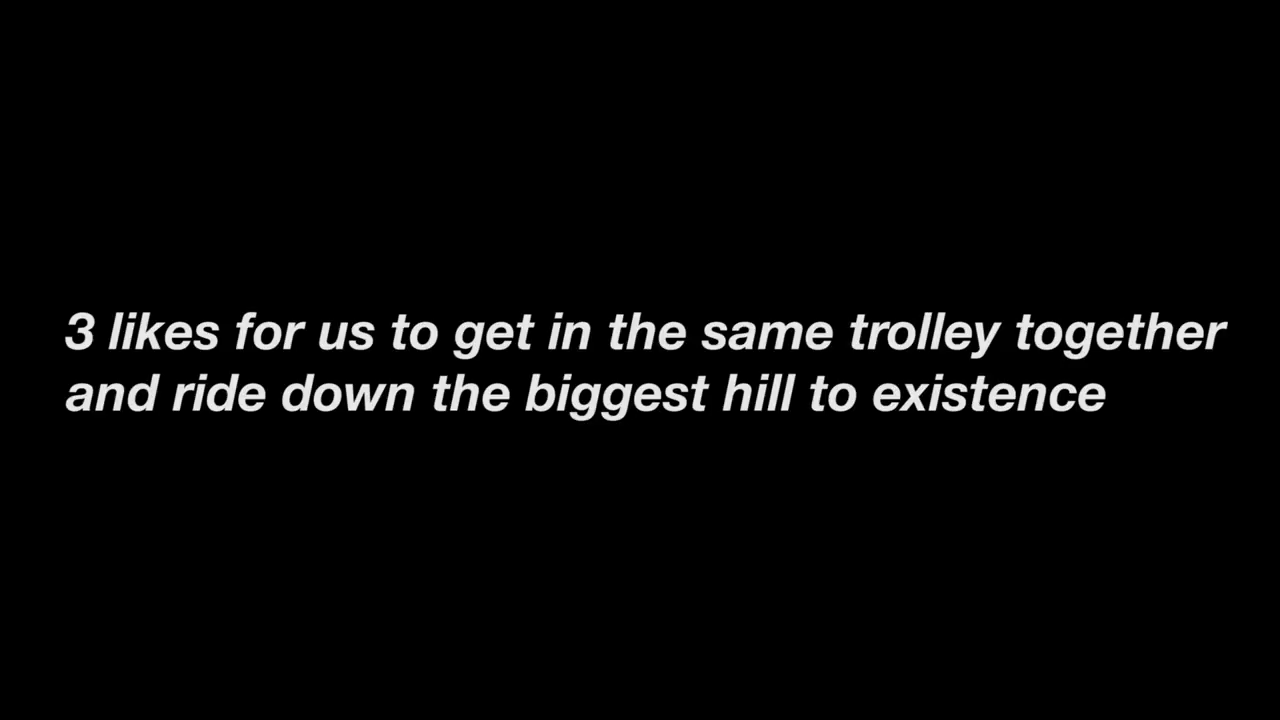 3 likes for us to get in the same trolley together
and ride down the biggest hill to existence